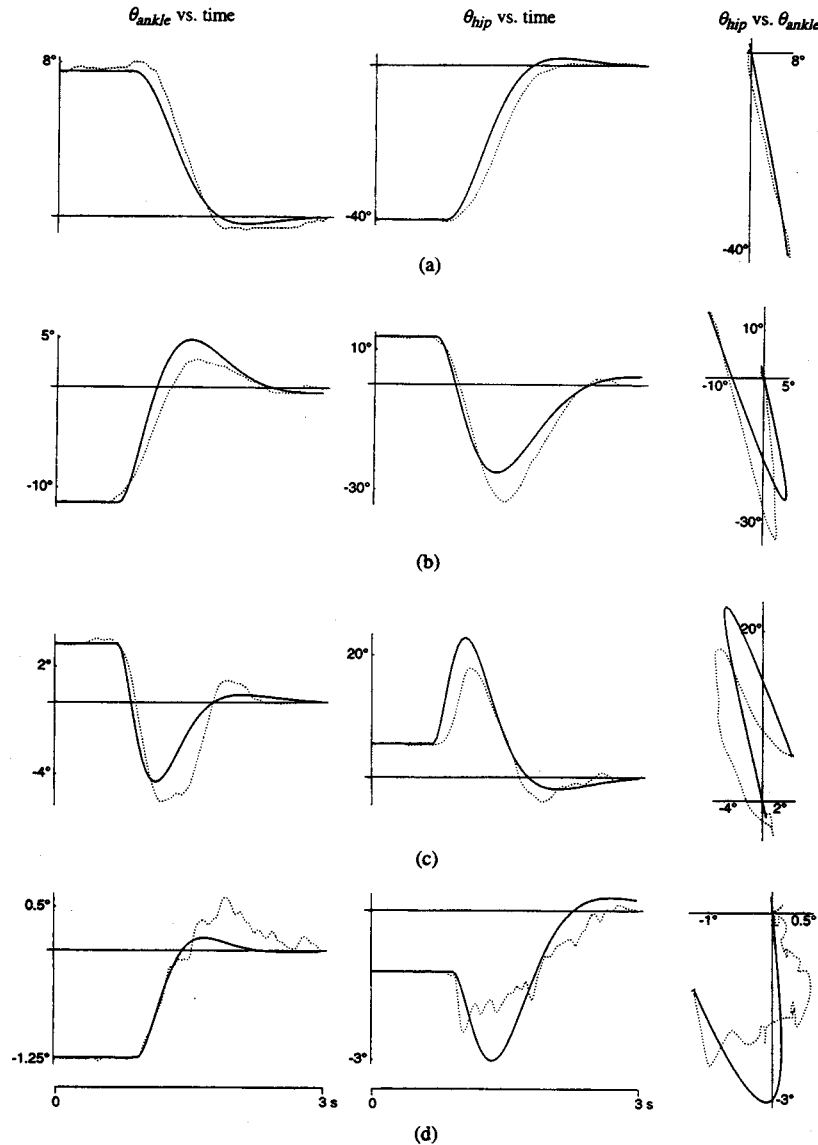 θankle vs. time
θhip vs. time
θhip vs. θankle
8°
-40°
8°
-40°
(a)
5°
-10°
10°
-30°
10°
-10°
5°
-30°
(b)
2°
-4°
20°
20°
-4°
2°
(c)
0.5°
-1.25°
-3°
-1°
0.5°
-3°
0
3 s
0
3 s
(d)